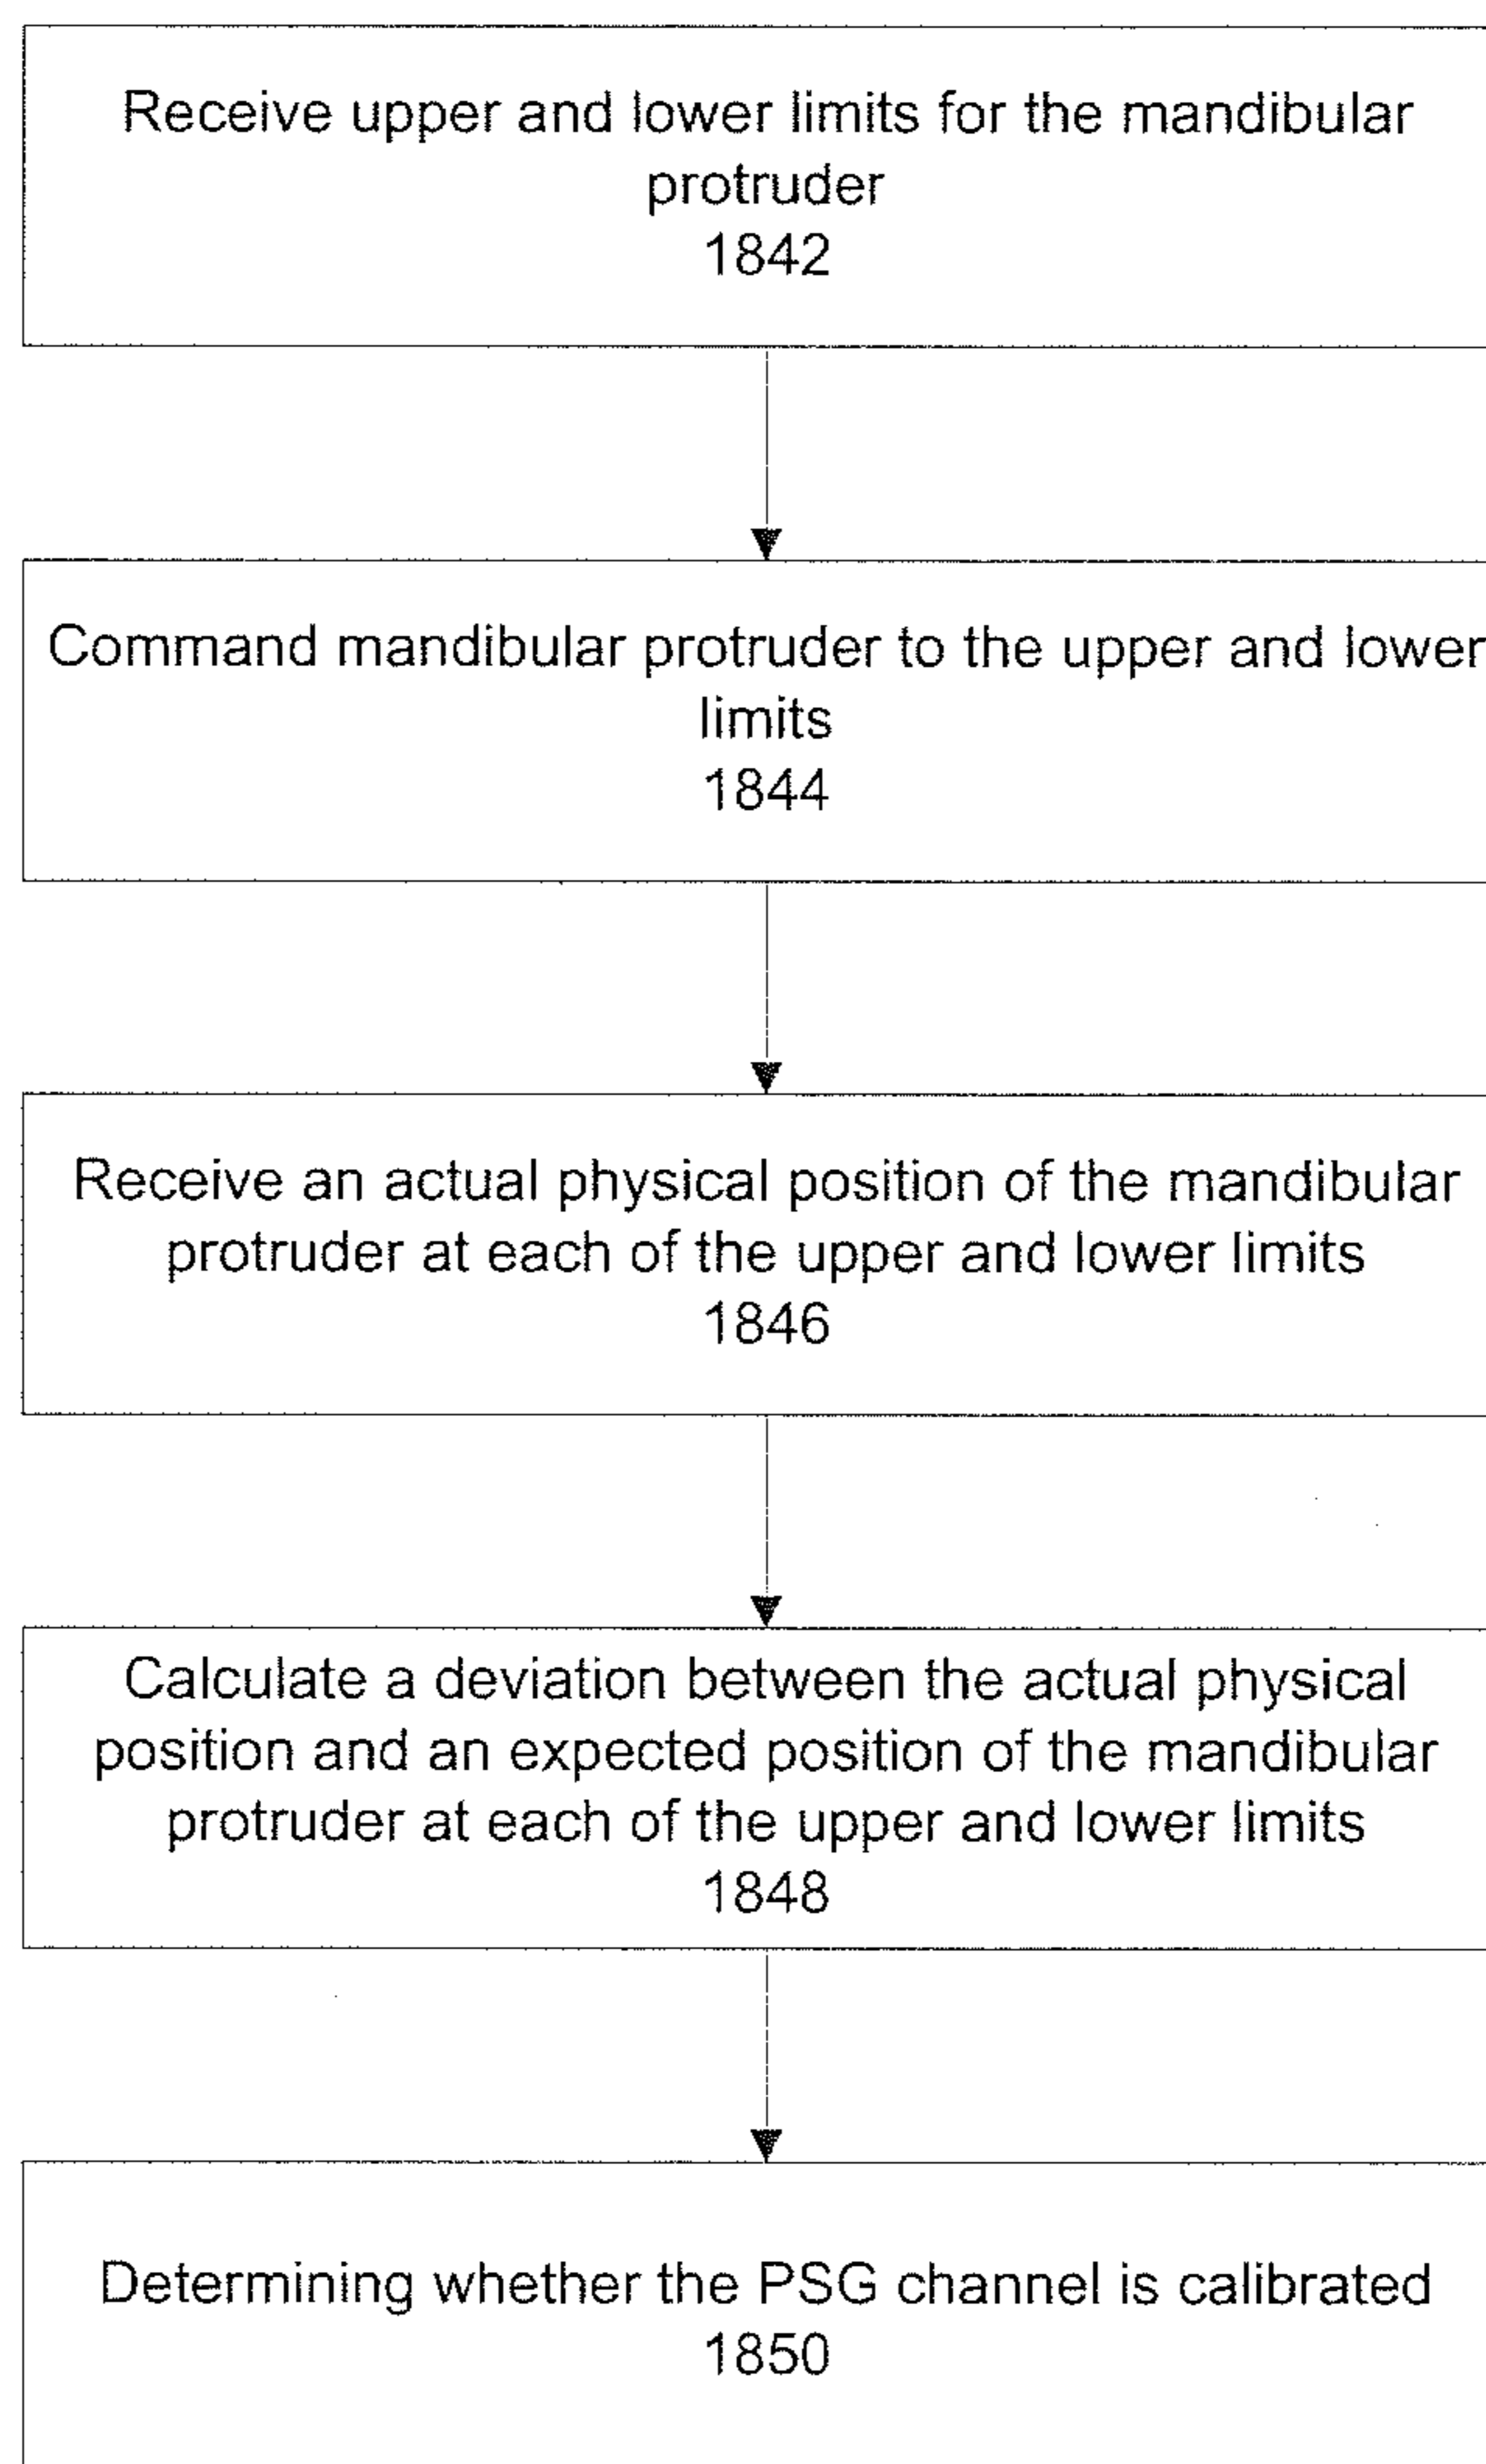 Receive upper and lower limits for the mandibular
protruder
1842
Command mandibular protruder to the upper and lower
limits
1844
Receive an actual physical position of the mandibular
protruder at each of the upper and lower limits
1846
Calculate a deviation between the actual physical
position and an expected position of the mandibular
protruder at each of the upper and lower limits
1848
Determining whether the PSG channel is calibrated
1850